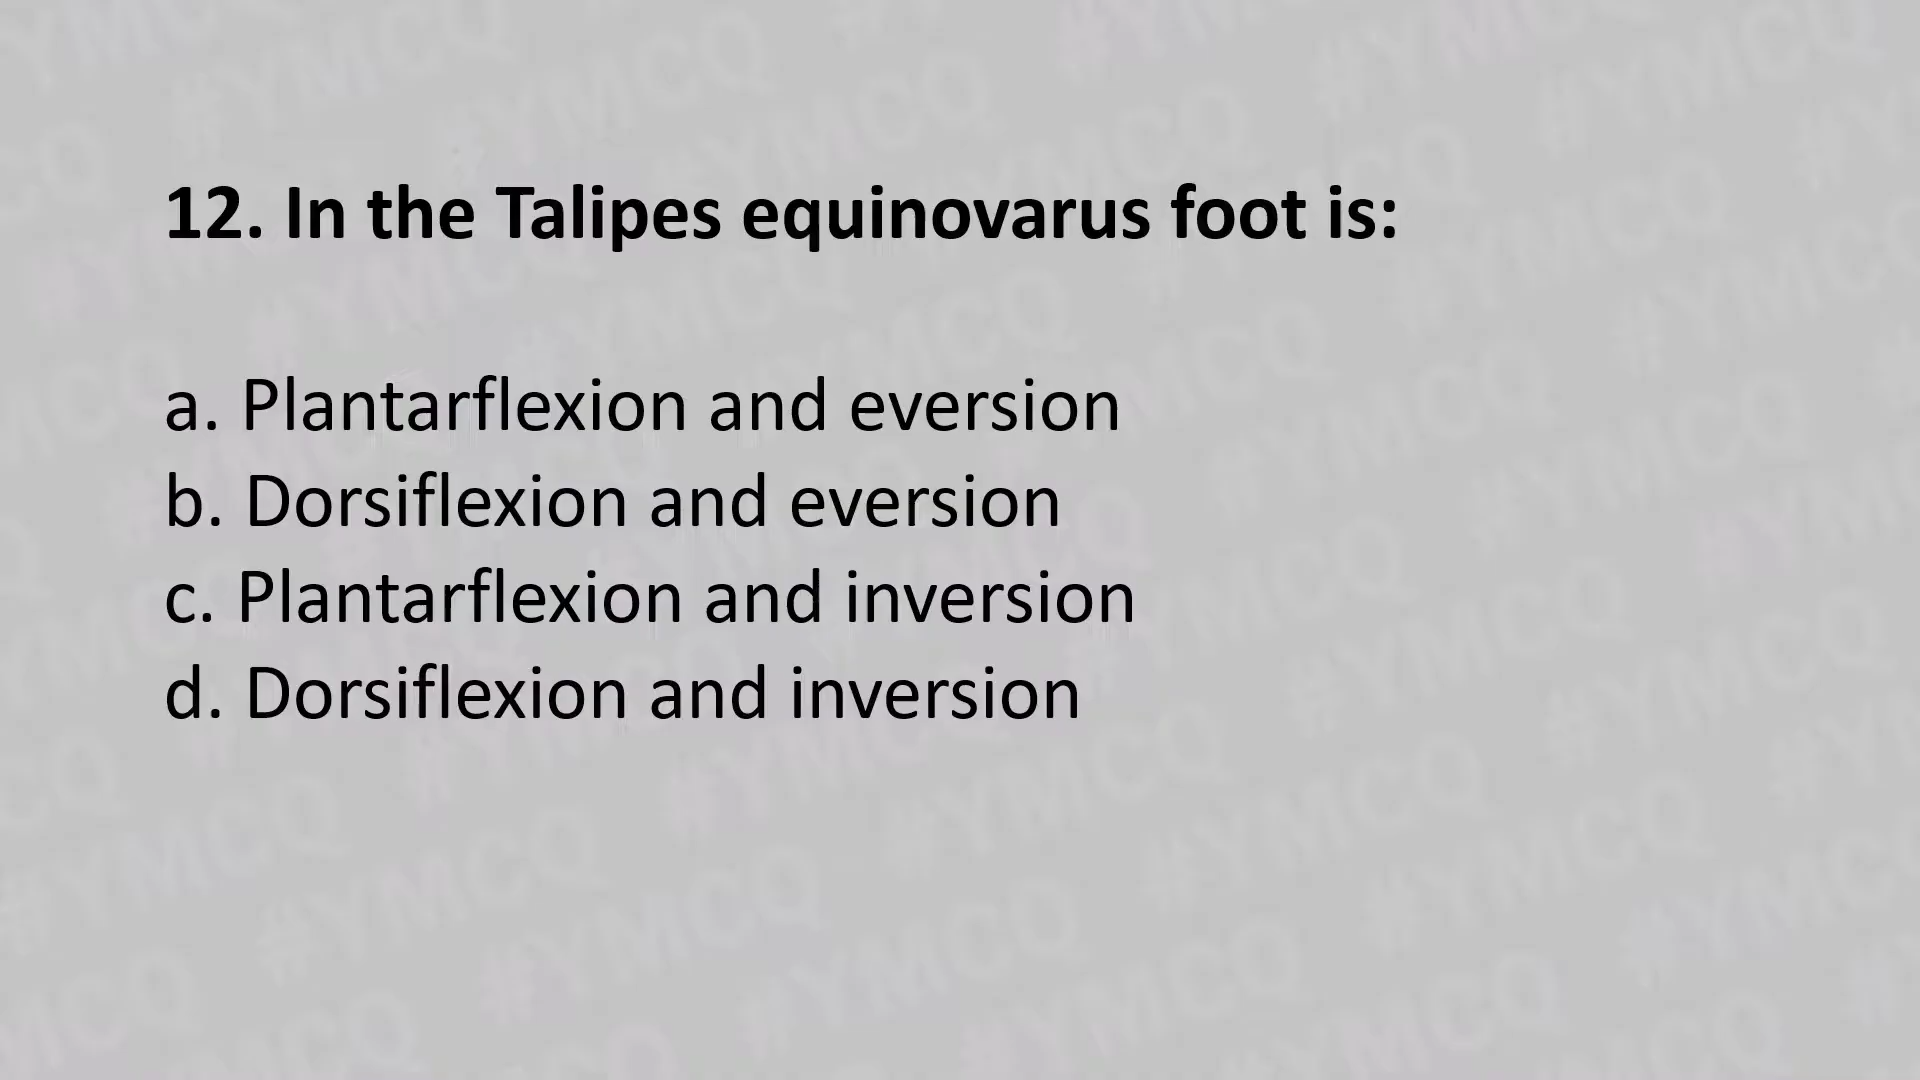 12. In the Talipes equinovarus foot is:
a. Plantarflexion and eversion
b. Dorsiflexion and eversion
c. Plantarflexion and inversion
d. Dorsiflexion and inversion
#YMCQ